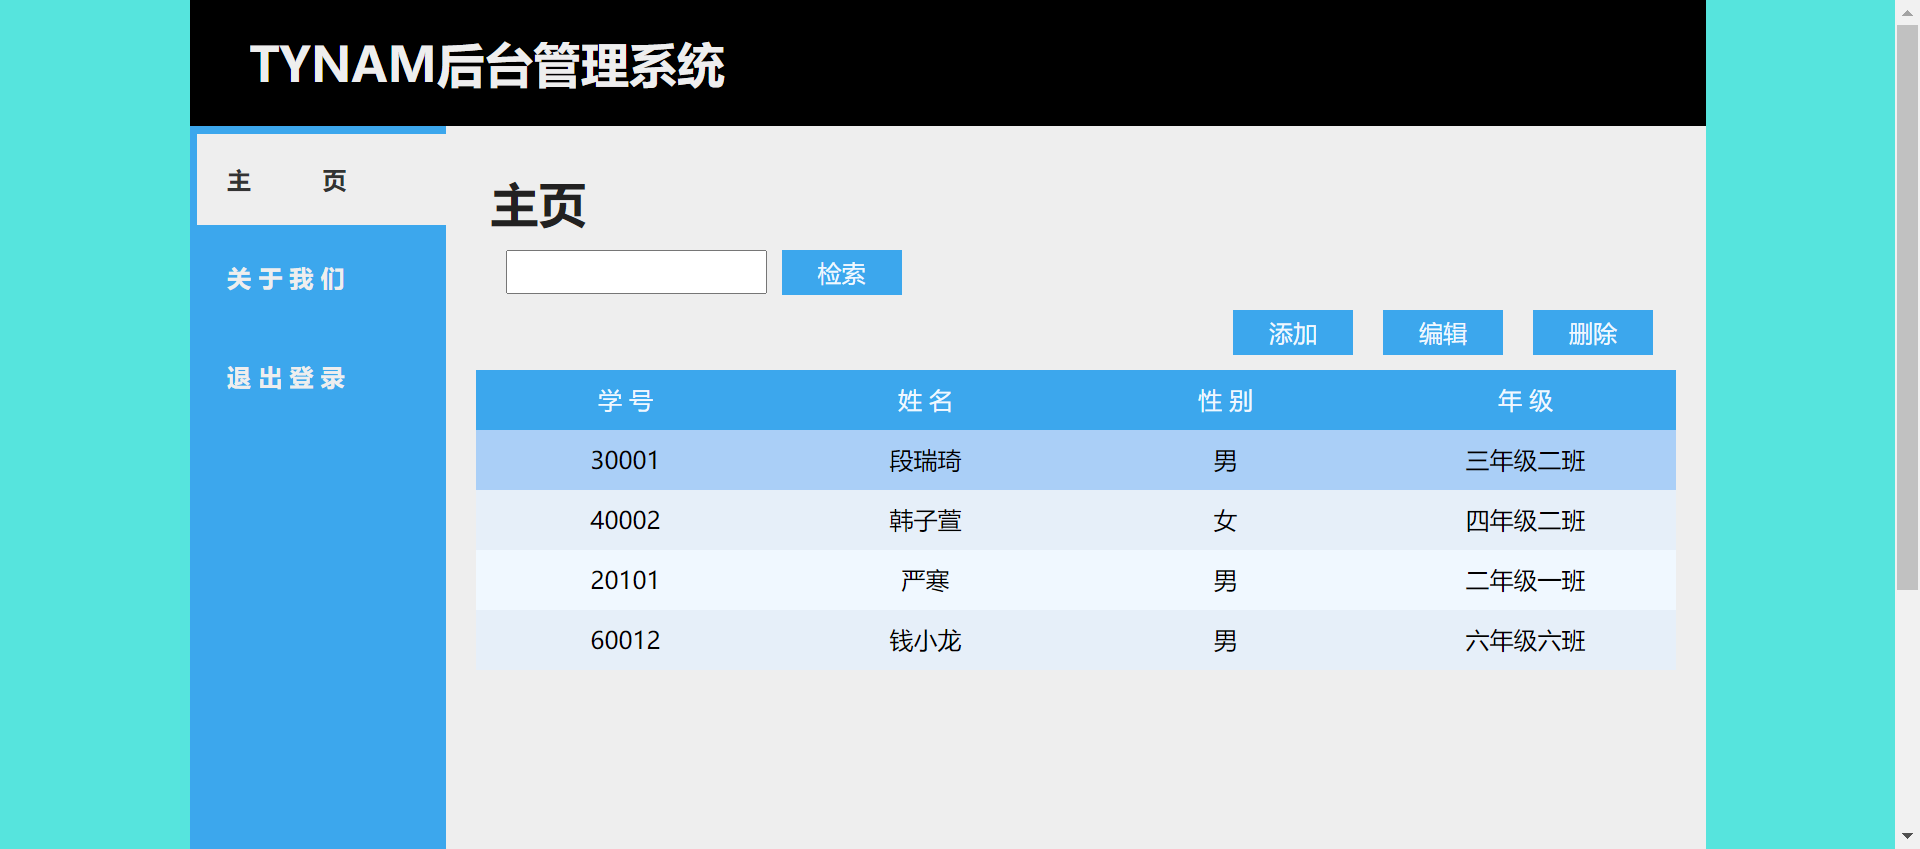 TYNAM后台管理系统
主 页
关 于 我 们
退 出 登 录
主页
检索
添加 编辑 删除
学 号 姓 名 性 别 年 级
30001 段瑞琦 男 三年级二班
40002 韩子萱 女 四年级二班
20101 严寒 男 二年级一班
60012 钱小龙 男 六年级六班